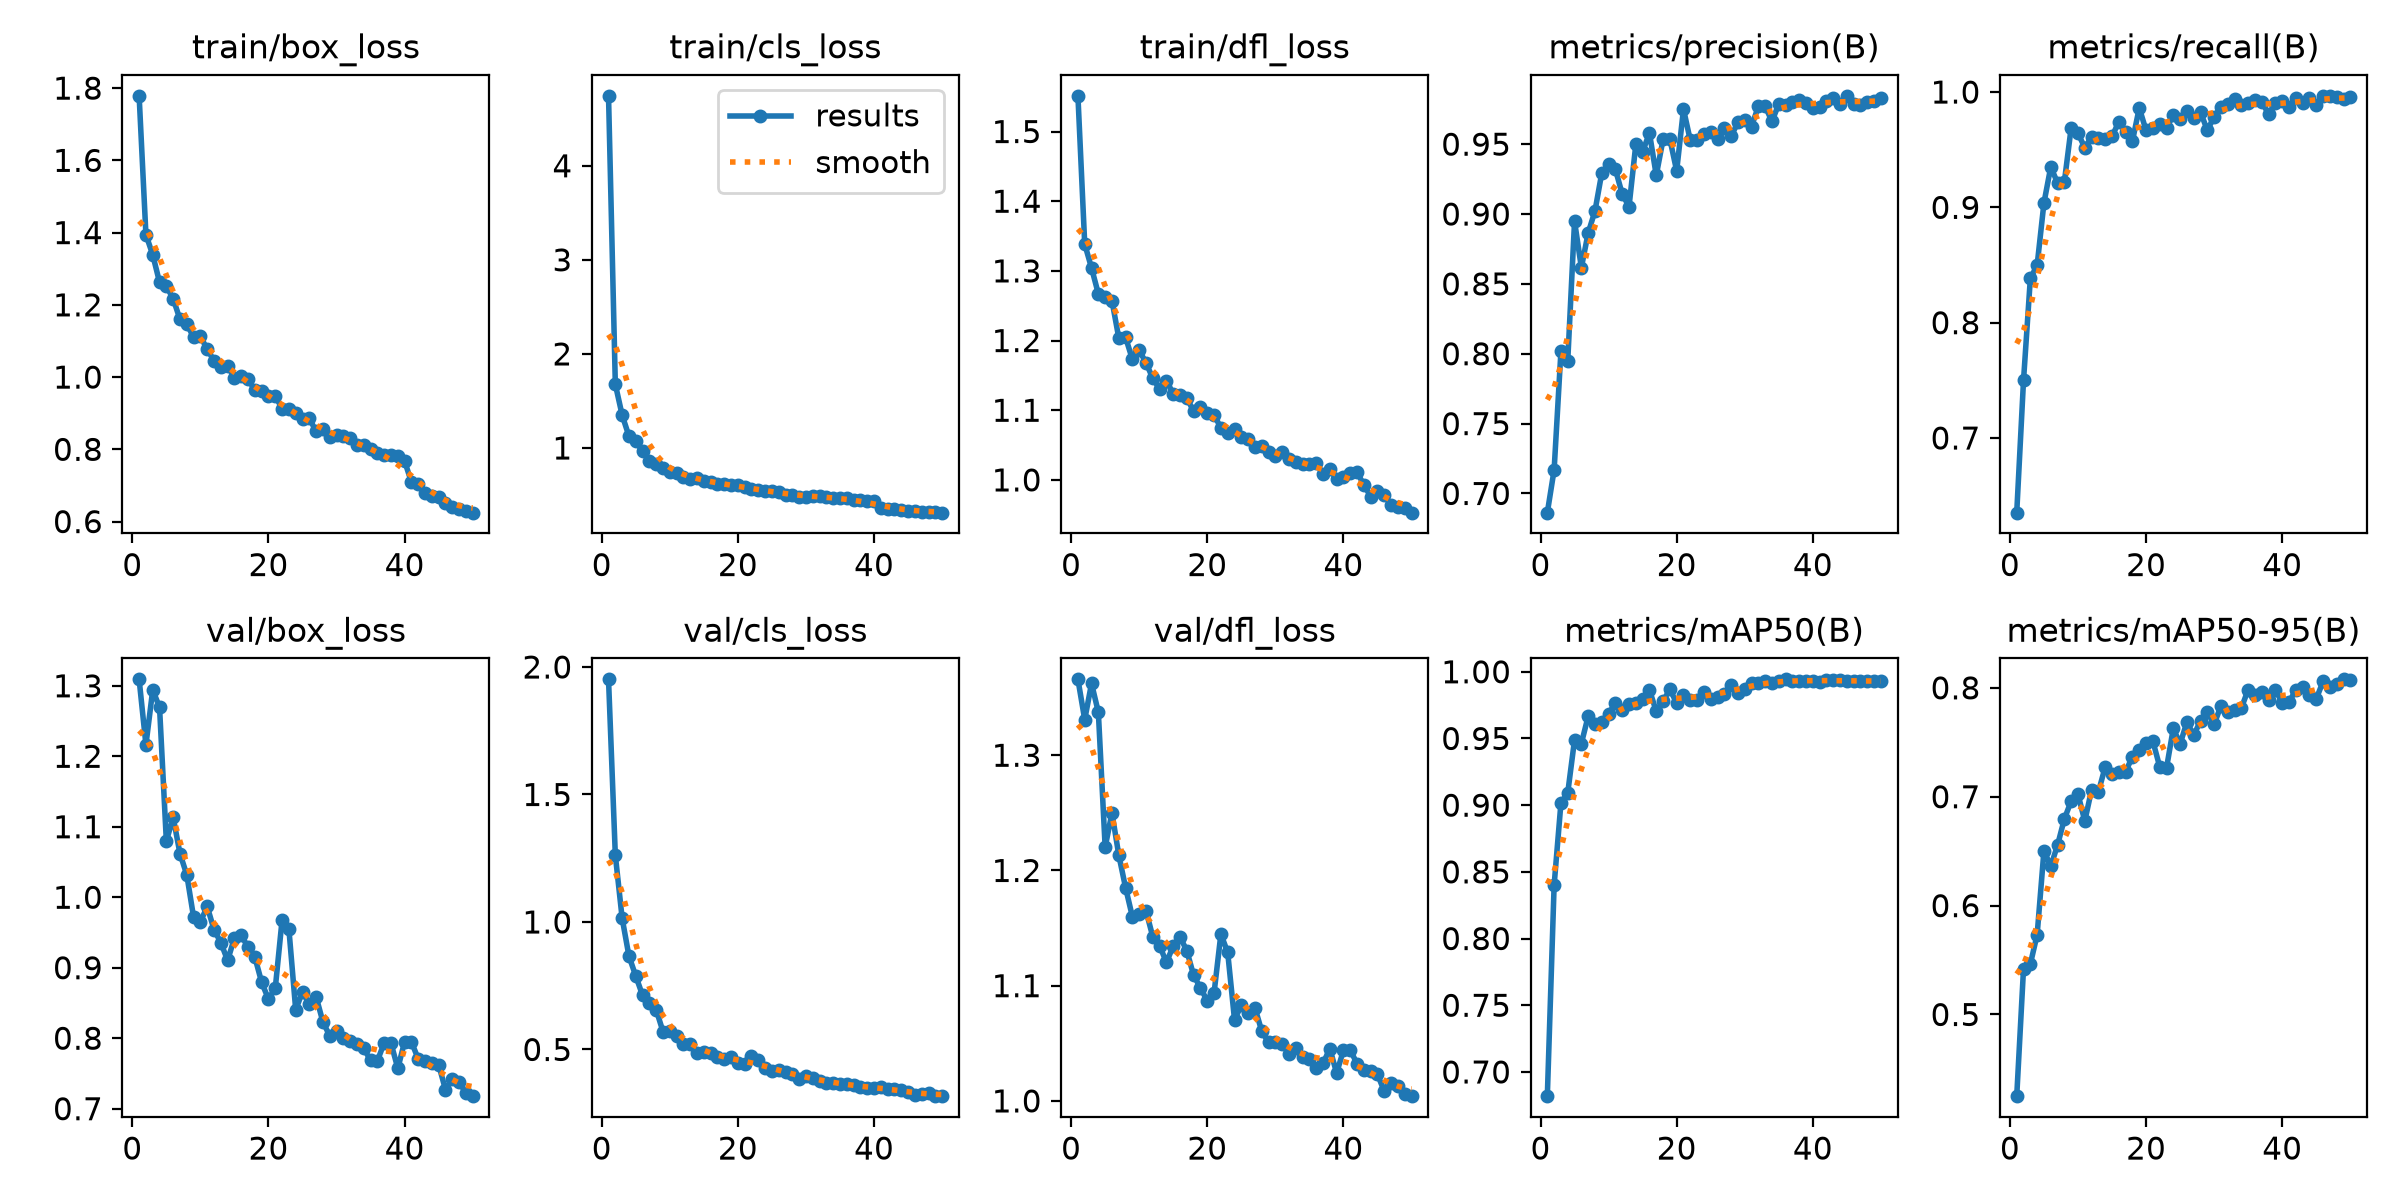 train/box_loss
1.8
1.6
1.4
1.2
1.0
0.8
0.6
0 20 40
train/cls_loss
results
smooth
4
3
2
1
0 20 40
train/dfl_loss
1.5
1.4
1.3
1.2
1.1
1.0
0 20 40
metrics/precision(B)
0.95
0.90
0.85
0.80
0.75
0.70
0 20 40
metrics/recall(B)
1.0
0.9
0.8
0.7
0 20 40
val/box_loss
1.3
1.2
1.1
1.0
0.9
0.8
0.7
0 20 40
val/cls_loss
2.0
1.5
1.0
0.5
0 20 40
val/dfl_loss
1.3
1.2
1.1
1.0
0 20 40
metrics/mAP50(B)
1.00
0.95
0.90
0.85
0.80
0.75
0.70
0 20 40
metrics/mAP50-95(B)
0.8
0.7
0.6
0.5
0 20 40